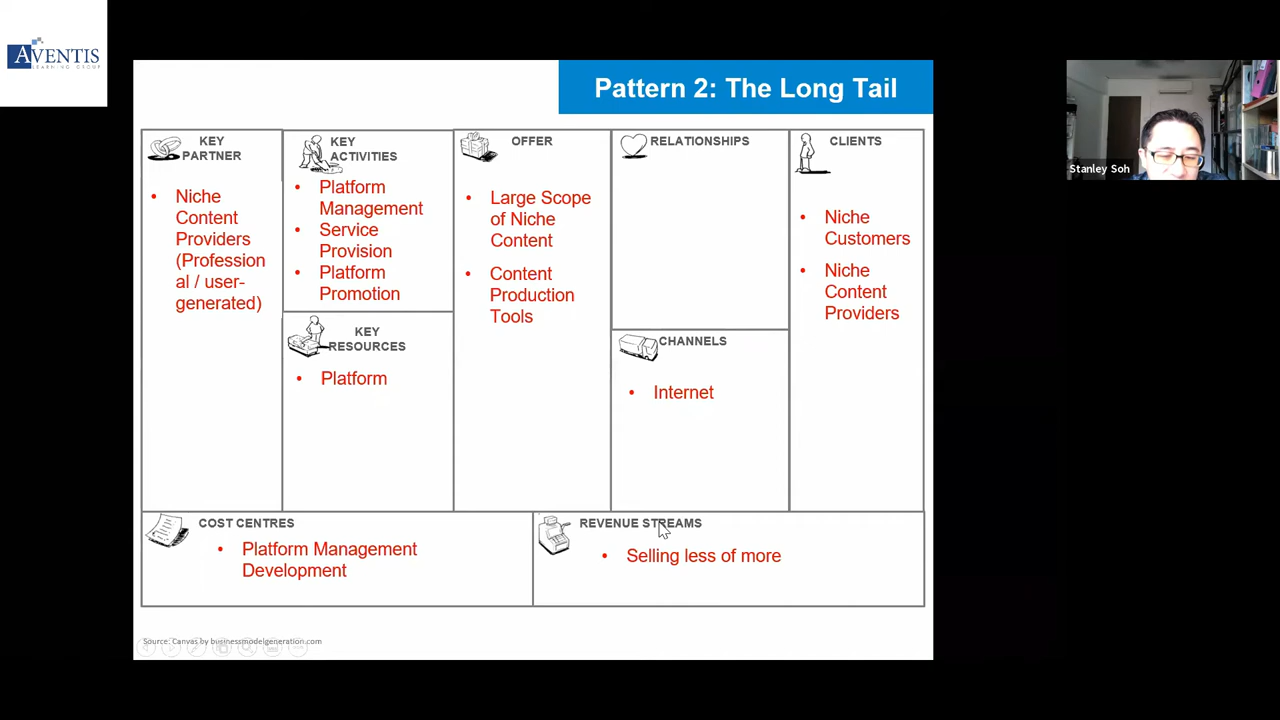 AVENTIS
LEARNING GROUP
Pattern 2: The Long Tail
Stanley Soh
KEY
PARTNER
• Niche
Content
Providers
(Profession
al / user-
generated)
KEY
ACTIVITIES
• Platform
Management
• Service
Provision
• Platform
Promotion
KEY
RESOURCES
• Platform
OFFER
• Large Scope
of Niche
Content
• Content
Production
Tools
RELATIONSHIPS
CHANNELS
• Internet
CLIENTS
• Niche
Customers
• Niche
Content
Providers
COST CENTRES
• Platform Management
Development
REVENUE STREAMS
• Selling less of more
Source: Canvas by businessmodelgeneration.com